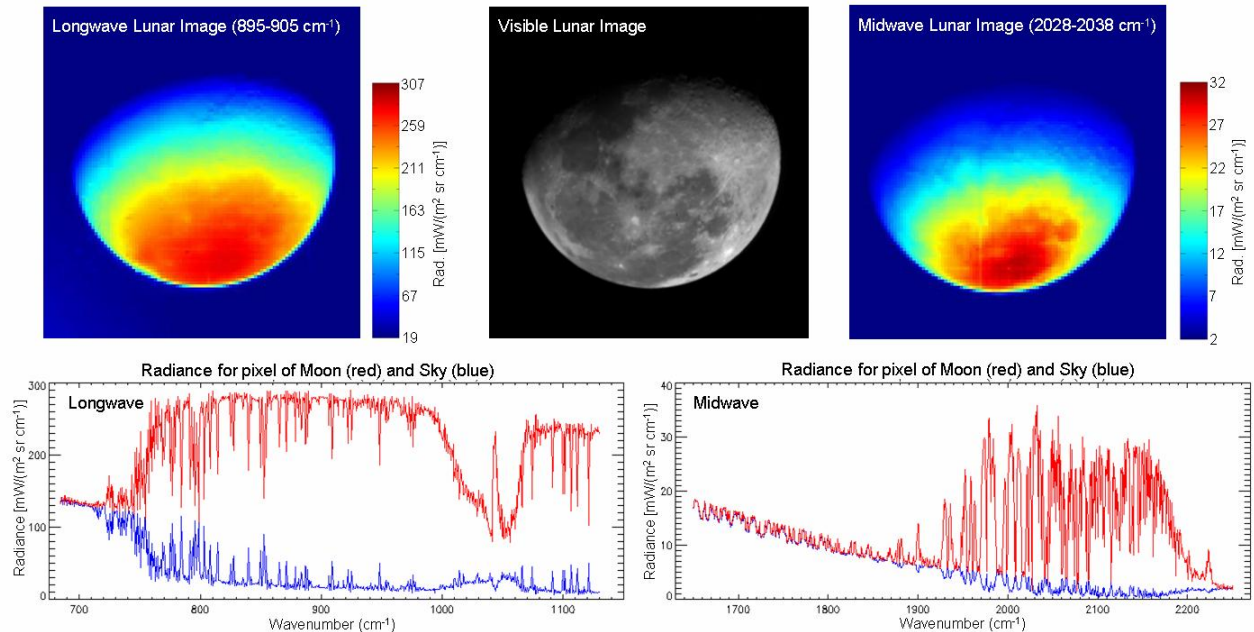 Longwave Lunar Image (895-905 cm⁻¹)
307
259
211
163
115
67
19
Rad. [mW/(m² sr cm⁻¹)]
Visible Lunar Image
Midwave Lunar Image (2028-2038 cm⁻¹)
32
27
22
17
12
7
2
Rad. [mW/(m² sr cm⁻¹)]
Radiance for pixel of Moon (red) and Sky (blue)
Longwave
300
200
100
0
Radiance [mW/(m² sr cm⁻¹)]
700 800 900 1000 1100
Wavenumber (cm⁻¹)
Radiance for pixel of Moon (red) and Sky (blue)
Midwave
40
30
20
10
0
Radiance [mW/(m² sr cm⁻¹)]
1700 1800 1900 2000 2100 2200
Wavenumber (cm⁻¹)